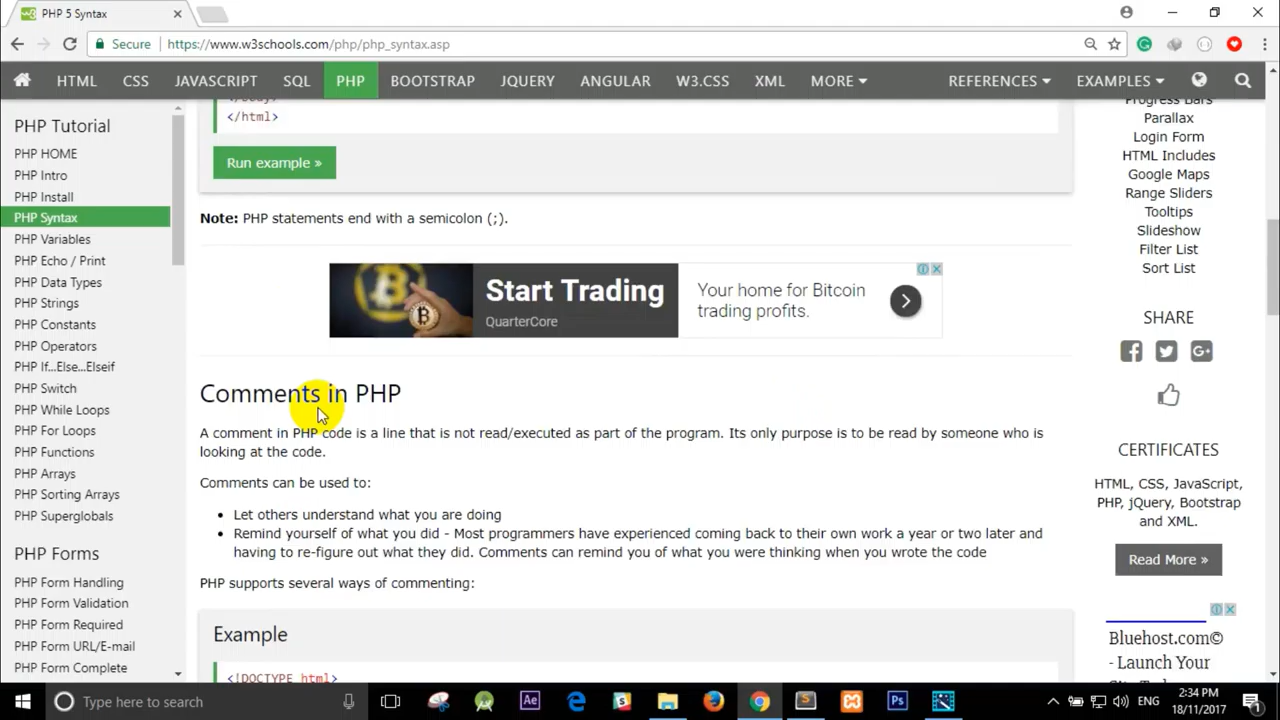 PHP 5 Syntax
Secure
https://www.w3schools.com/php/php_syntax.asp
HTML CSS JAVASCRIPT SQL PHP BOOTSTRAP JQUERY ANGULAR W3.CSS XML MORE REFERENCES EXAMPLES
PHP Tutorial
PHP HOME
PHP Intro
PHP Install
PHP Syntax
PHP Variables
PHP Echo / Print
PHP Data Types
PHP Strings
PHP Constants
PHP Operators
PHP If...Else...Elseif
PHP Switch
PHP While Loops
PHP For Loops
PHP Functions
PHP Arrays
PHP Sorting Arrays
PHP Superglobals
PHP Forms
PHP Form Handling
PHP Form Validation
PHP Form Required
PHP Form URL/E-mail
PHP Form Complete
</body>
</html>
Run example »
Note: PHP statements end with a semicolon (;).
Start Trading
QuarterCore
Your home for Bitcoin
trading profits.
Comments in PHP
A comment in PHP code is a line that is not read/executed as part of the program. Its only purpose is to be read by someone who is
looking at the code.
Comments can be used to:
• Let others understand what you are doing
• Remind yourself of what you did - Most programmers have experienced coming back to their own work a year or two later and
having to re-figure out what they did. Comments can remind you of what you were thinking when you wrote the code
PHP supports several ways of commenting:
Example
<!DOCTYPE html>
Progress Bars
Parallax
Login Form
HTML Includes
Google Maps
Range Sliders
Tooltips
Slideshow
Filter List
Sort List
SHARE
CERTIFICATES
HTML, CSS, JavaScript,
PHP, jQuery, Bootstrap
and XML.
Read More »
Bluehost.com©
- Launch Your
Type here to search
ENG
2:34 PM
18/11/2017